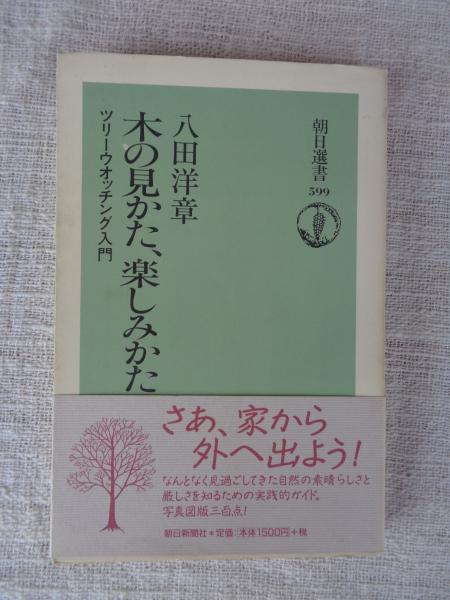 朝日選書
599
八田洋章
木の見かた、楽しみかた
ツリーウオッチング入門
さあ、家から
外へ出よう!
なんとなく見過ごしてきた自然の素晴らしさと
厳しさを知るための実践的ガイド。
写真図版三百点!
朝日新聞社*定価:本体1500円+税